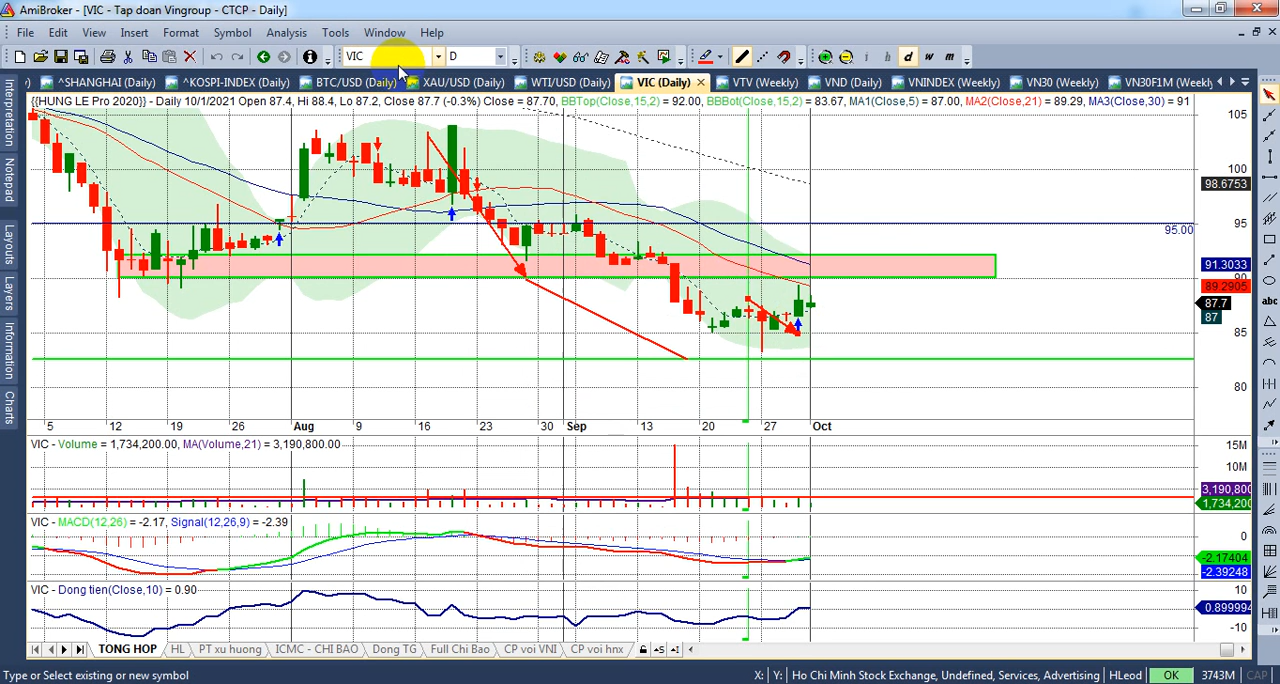 AmiBroker - [VIC - Tap doan Vingroup - CTCP - Daily]
File Edit View Insert Format Symbol Analysis Tools Window Help
VIC D d w m
^SHANGHAI (Daily) ^KOSPI-INDEX (Daily) BTC/USD (Daily) XAU/USD (Daily) WTI/USD (Daily) VIC (Daily) VTV (Weekly) VND (Daily) VNINDEX (Weekly) VN30 (Weekly) VN30F1M (Weekly)
{{HUNG LE Pro 2020}} - Daily 10/1/2021 Open 87.4, Hi 88.4, Lo 87.2, Close 87.7 (-0.3%) Close = 87.70, BBTop(Close,15,2) = 92.00, BBBot(Close,15,2) = 83.67, MA1(Close,5) = 87.00, MA2(Close,21) = 89.29, MA3(Close,30) = 91
Interpretation
Notepad
Layouts
Layers
Information
Charts
105
100
98.6753
95
95.00
91.3033
90
89.2905
87.7
87
85
80
5 12 19 26 Aug 9 16 23 30 Sep 13 20 27 Oct
VIC - Volume = 1,734,200.00, MA(Volume,21) = 3,190,800.00
15M
10M
3,190,800
1,734,200
VIC - MACD(12,26) = -2.17, Signal(12,26,9) = -2.39
0
-2.17404
-2.39248
VIC - Dong tien(Close,10) = 0.90
10
0.899994
-10
TONG HOP HL PT xu huong ICMC - CHI BAO Dong TG Full Chi Bao CP voi VNI CP voi hnx
abc
Type or Select existing or new symbol X: Y: Ho Chi Minh Stock Exchange, Undefined, Services, Advertising HLeod OK 3743M CAP